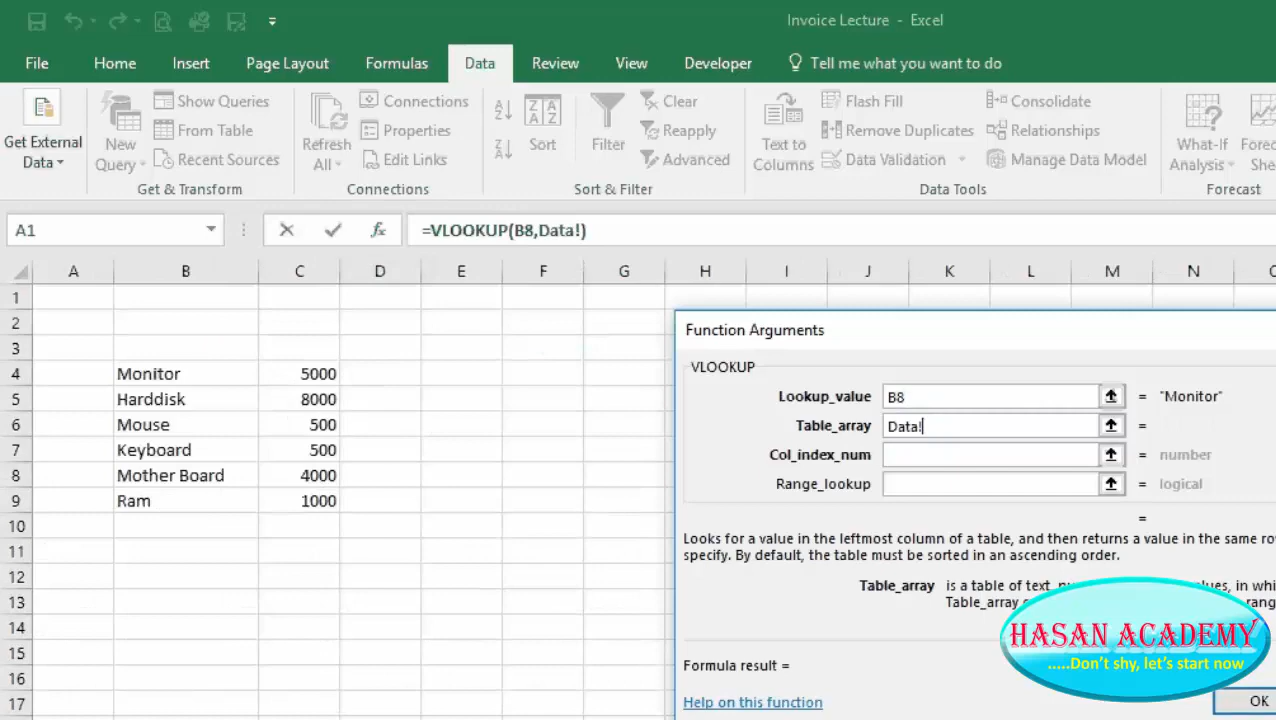 Invoice Lecture - Excel
File Home Insert Page Layout Formulas Data Review View Developer Tell me what you want to do
Get External Data
New Query
Show Queries
From Table
Recent Sources
Get & Transform
Refresh All
Connections
Properties
Edit Links
Connections
Sort
Filter
Clear
Reapply
Advanced
Sort & Filter
Text to Columns
Flash Fill
Remove Duplicates
Data Validation
Consolidate
Relationships
Manage Data Model
Data Tools
What-If Analysis
Forecast
A1 fx =VLOOKUP(B8,Data!)
A B C D E F G H I J K L M N
1
2
3
4 Monitor 5000
5 Harddisk 8000
6 Mouse 500
7 Keyboard 500
8 Mother Board 4000
9 Ram 1000
10
11
12
13
14
15
16
17
Function Arguments
VLOOKUP
Lookup_value B8 = "Monitor"
Table_array Data! =
Col_index_num = number
Range_lookup = logical
=
Looks for a value in the leftmost column of a table, and then returns a value in the same
specify. By default, the table must be sorted in an ascending order.
Table_array is a table of text,
Table_array
Formula result =
Help on this function
OK
HASAN ACADEMY
.....Don't shy, let's start now